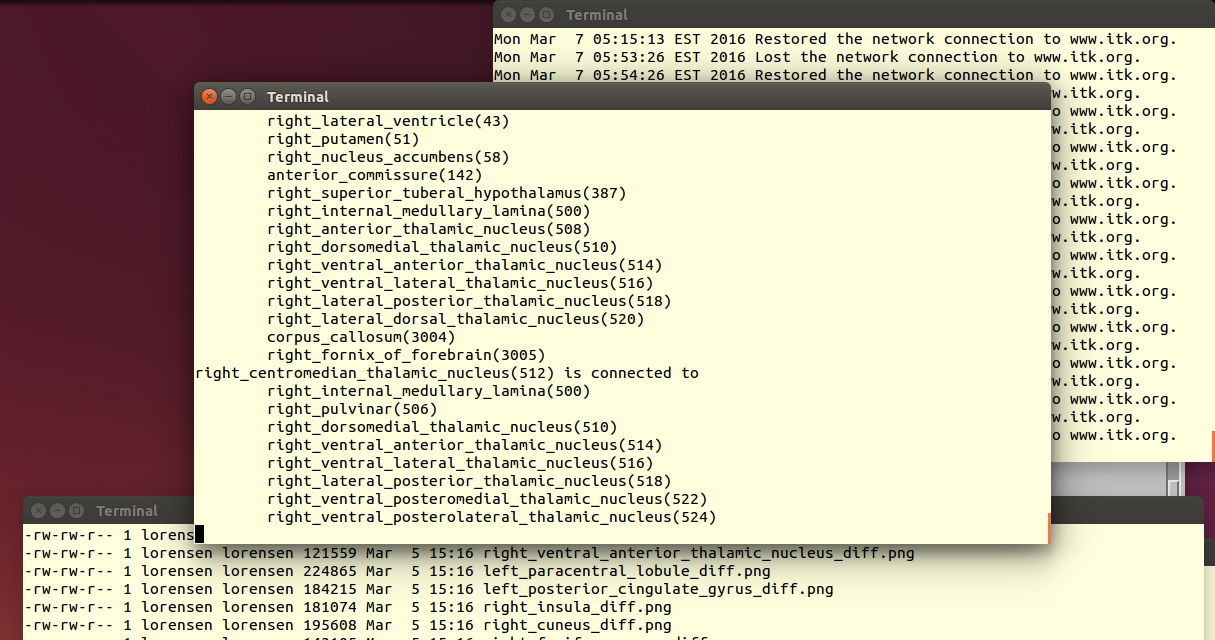 Terminal
Mon Mar  7 05:15:13 EST 2016 Restored the network connection to www.itk.org.
Mon Mar  7 05:53:26 EST 2016 Lost the network connection to www.itk.org.
Mon Mar  7 05:54:26 EST 2016 Restored the network connection to www.itk.org.
w.itk.org.
o www.itk.org.
w.itk.org.
o www.itk.org.
w.itk.org.
o www.itk.org.
w.itk.org.
o www.itk.org.
w.itk.org.
o www.itk.org.
w.itk.org.
o www.itk.org.
w.itk.org.
o www.itk.org.
w.itk.org.
o www.itk.org.
w.itk.org.
o www.itk.org.
w.itk.org.
o www.itk.org.
Terminal
right_lateral_ventricle(43)
right_putamen(51)
right_nucleus_accumbens(58)
anterior_commissure(142)
right_superior_tuberal_hypothalamus(387)
right_internal_medullary_lamina(500)
right_anterior_thalamic_nucleus(508)
right_dorsomedial_thalamic_nucleus(510)
right_ventral_anterior_thalamic_nucleus(514)
right_ventral_lateral_thalamic_nucleus(516)
right_lateral_posterior_thalamic_nucleus(518)
right_lateral_dorsal_thalamic_nucleus(520)
corpus_callosum(3004)
right_fornix_of_forebrain(3005)
right_centromedian_thalamic_nucleus(512) is connected to
right_internal_medullary_lamina(500)
right_pulvinar(506)
right_dorsomedial_thalamic_nucleus(510)
right_ventral_anterior_thalamic_nucleus(514)
right_ventral_lateral_thalamic_nucleus(516)
right_lateral_posterior_thalamic_nucleus(518)
right_ventral_posteromedial_thalamic_nucleus(522)
right_ventral_posterolateral_thalamic_nucleus(524)
Terminal
-rw-rw-r-- 1 lorens
-rw-rw-r-- 1 lorensen lorensen 121559 Mar  5 15:16 right_ventral_anterior_thalamic_nucleus_diff.png
-rw-rw-r-- 1 lorensen lorensen 224865 Mar  5 15:16 left_paracentral_lobule_diff.png
-rw-rw-r-- 1 lorensen lorensen 184215 Mar  5 15:16 left_posterior_cingulate_gyrus_diff.png
-rw-rw-r-- 1 lorensen lorensen 181074 Mar  5 15:16 right_insula_diff.png
-rw-rw-r-- 1 lorensen lorensen 195608 Mar  5 15:16 right_cuneus_diff.png
-rw-rw-r-- 1 lorensen lorensen Mar  5 15:16